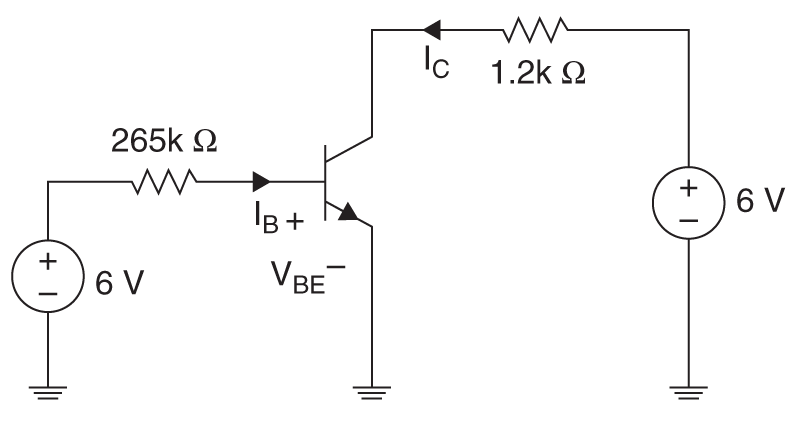 I_C
1.2k Ω
265k Ω
I_B +
V_BE −
+
−
6 V
+
−
6 V